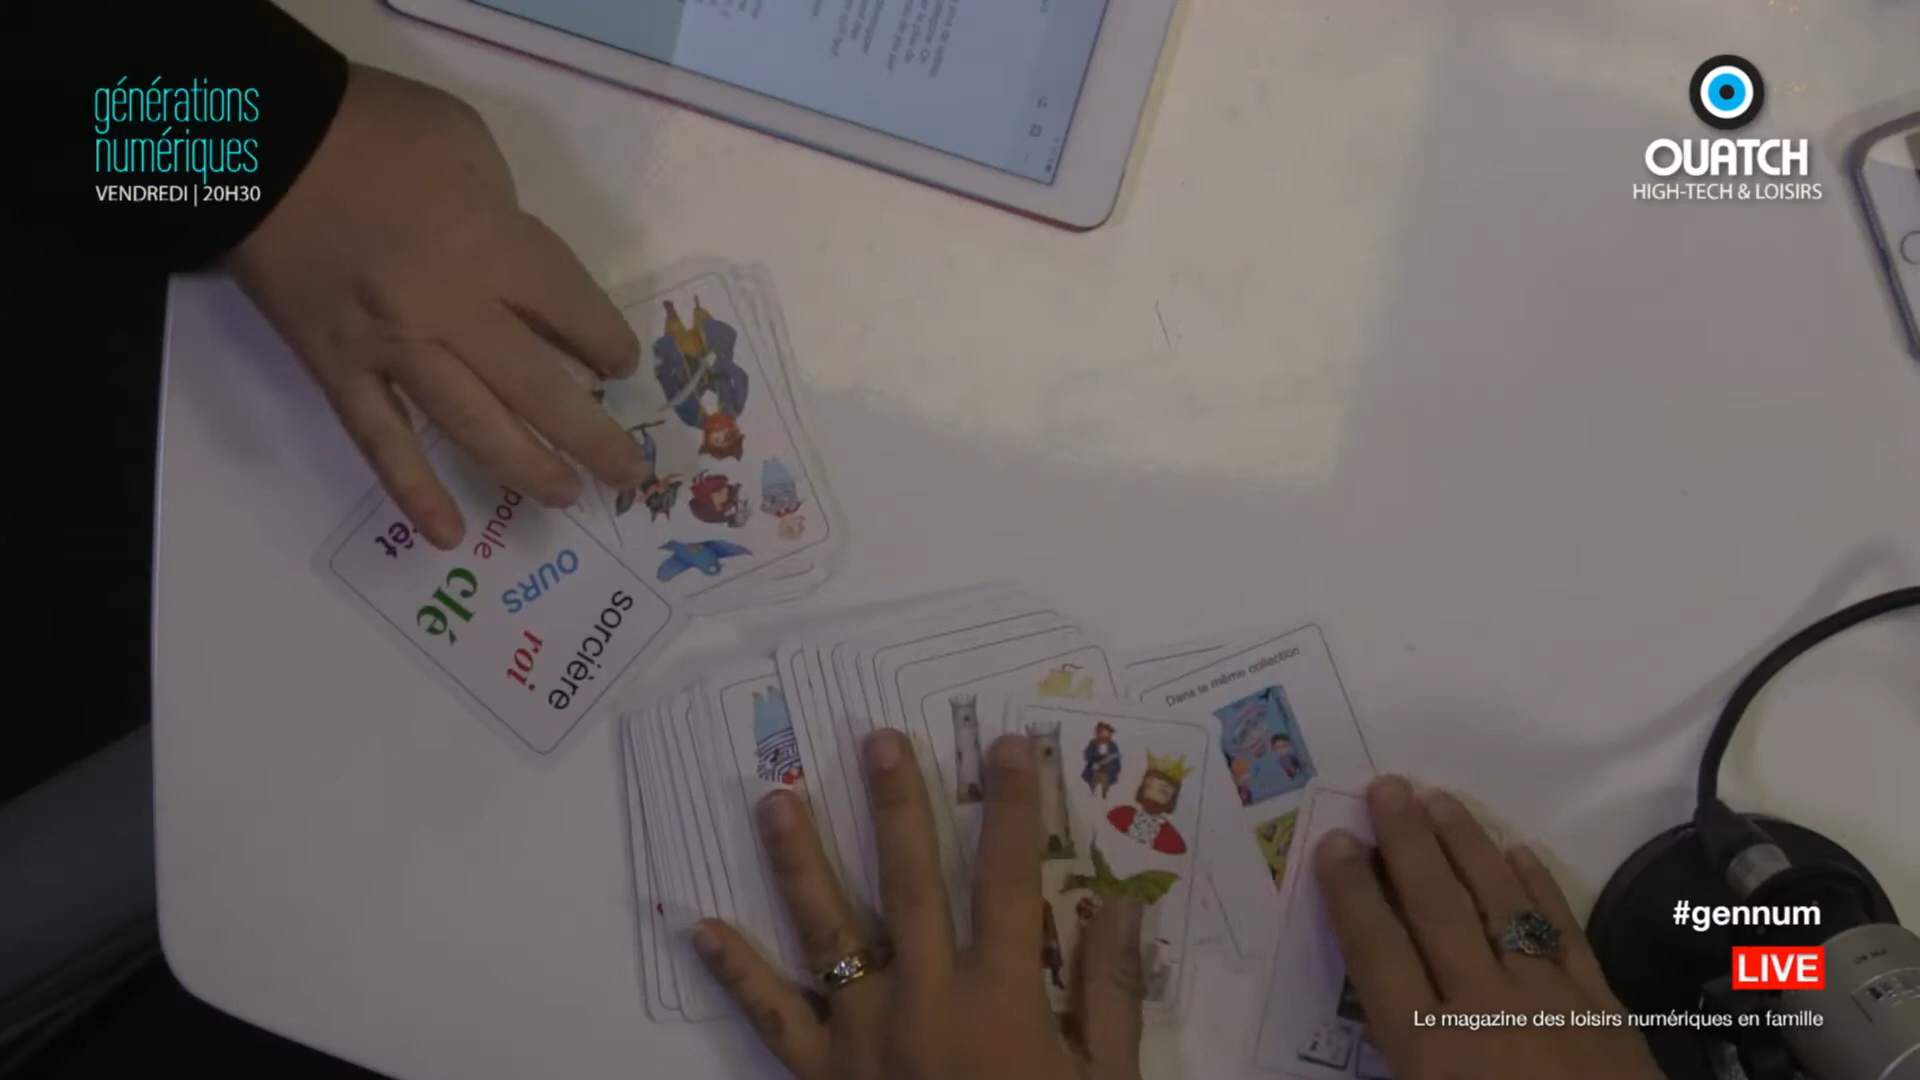 générations
numériques
VENDREDI | 20H30
OUATCH
HIGH-TECH & LOISIRS
poule
clé
OURS
roi
sorcière
Dans le même collection
#gennum
LIVE
Le magazine des loisirs numériques en famille